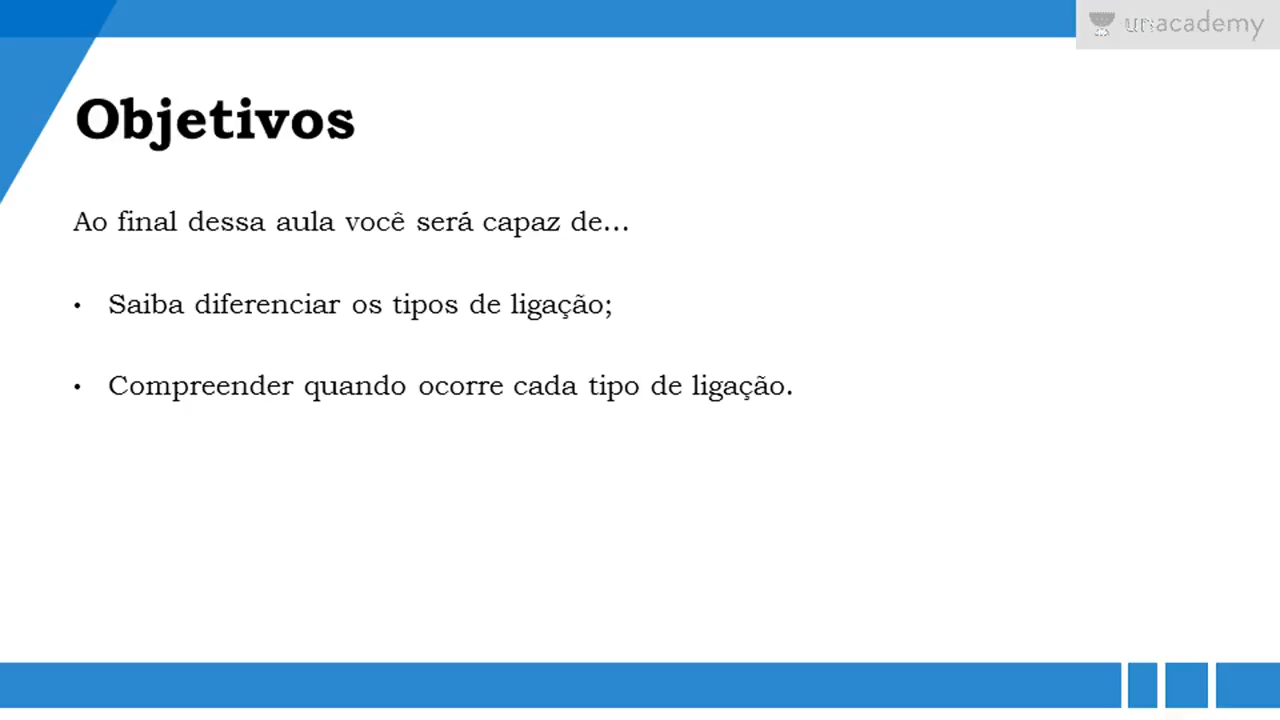 unacademy
Objetivos
Ao final dessa aula você será capaz de...
• Saiba diferenciar os tipos de ligação;
• Compreender quando ocorre cada tipo de ligação.